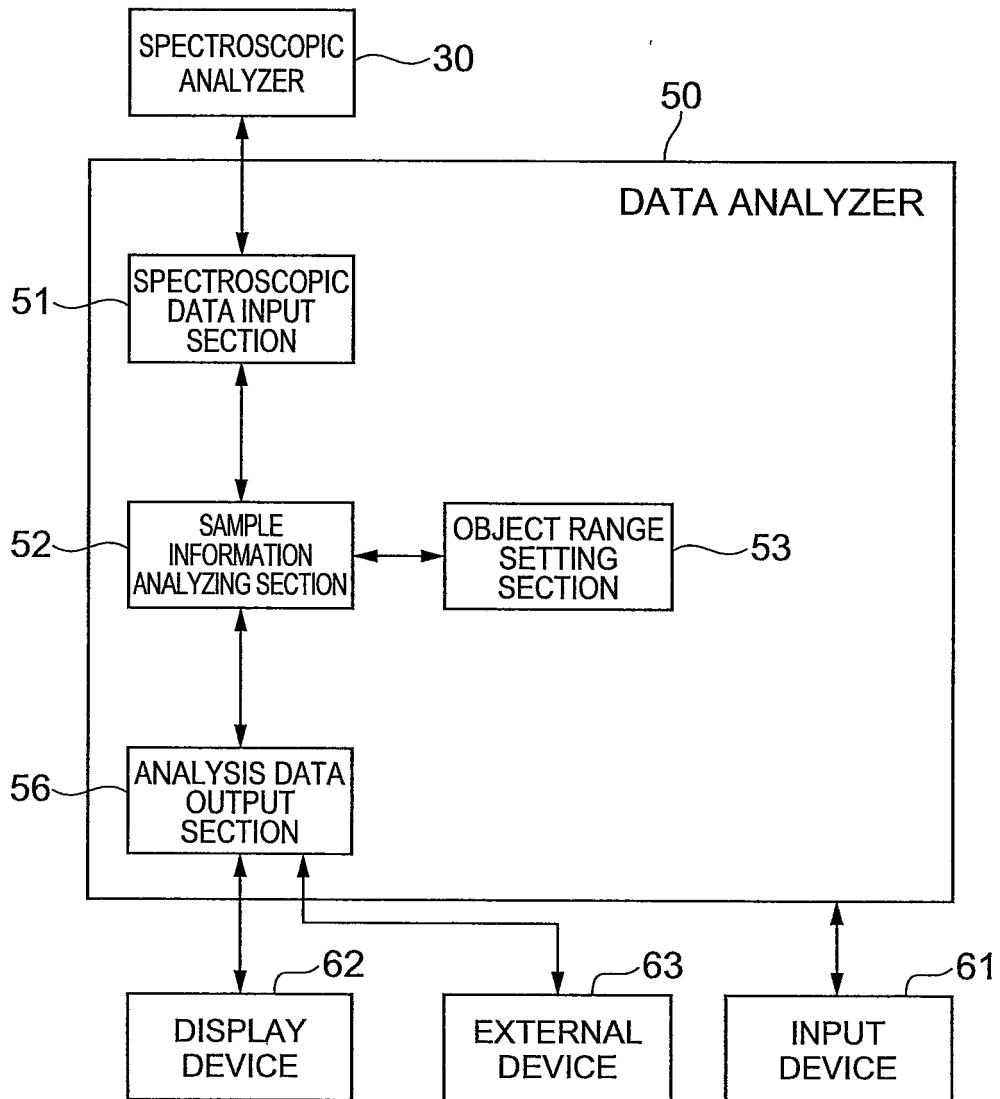 SPECTROSCOPIC
ANALYZER
30
50
DATA ANALYZER
51
SPECTROSCOPIC
DATA INPUT
SECTION
52
SAMPLE
INFORMATION
ANALYZING SECTION
OBJECT RANGE
SETTING
SECTION
53
56
ANALYSIS DATA
OUTPUT
SECTION
62
63
61
DISPLAY
DEVICE
EXTERNAL
DEVICE
INPUT
DEVICE